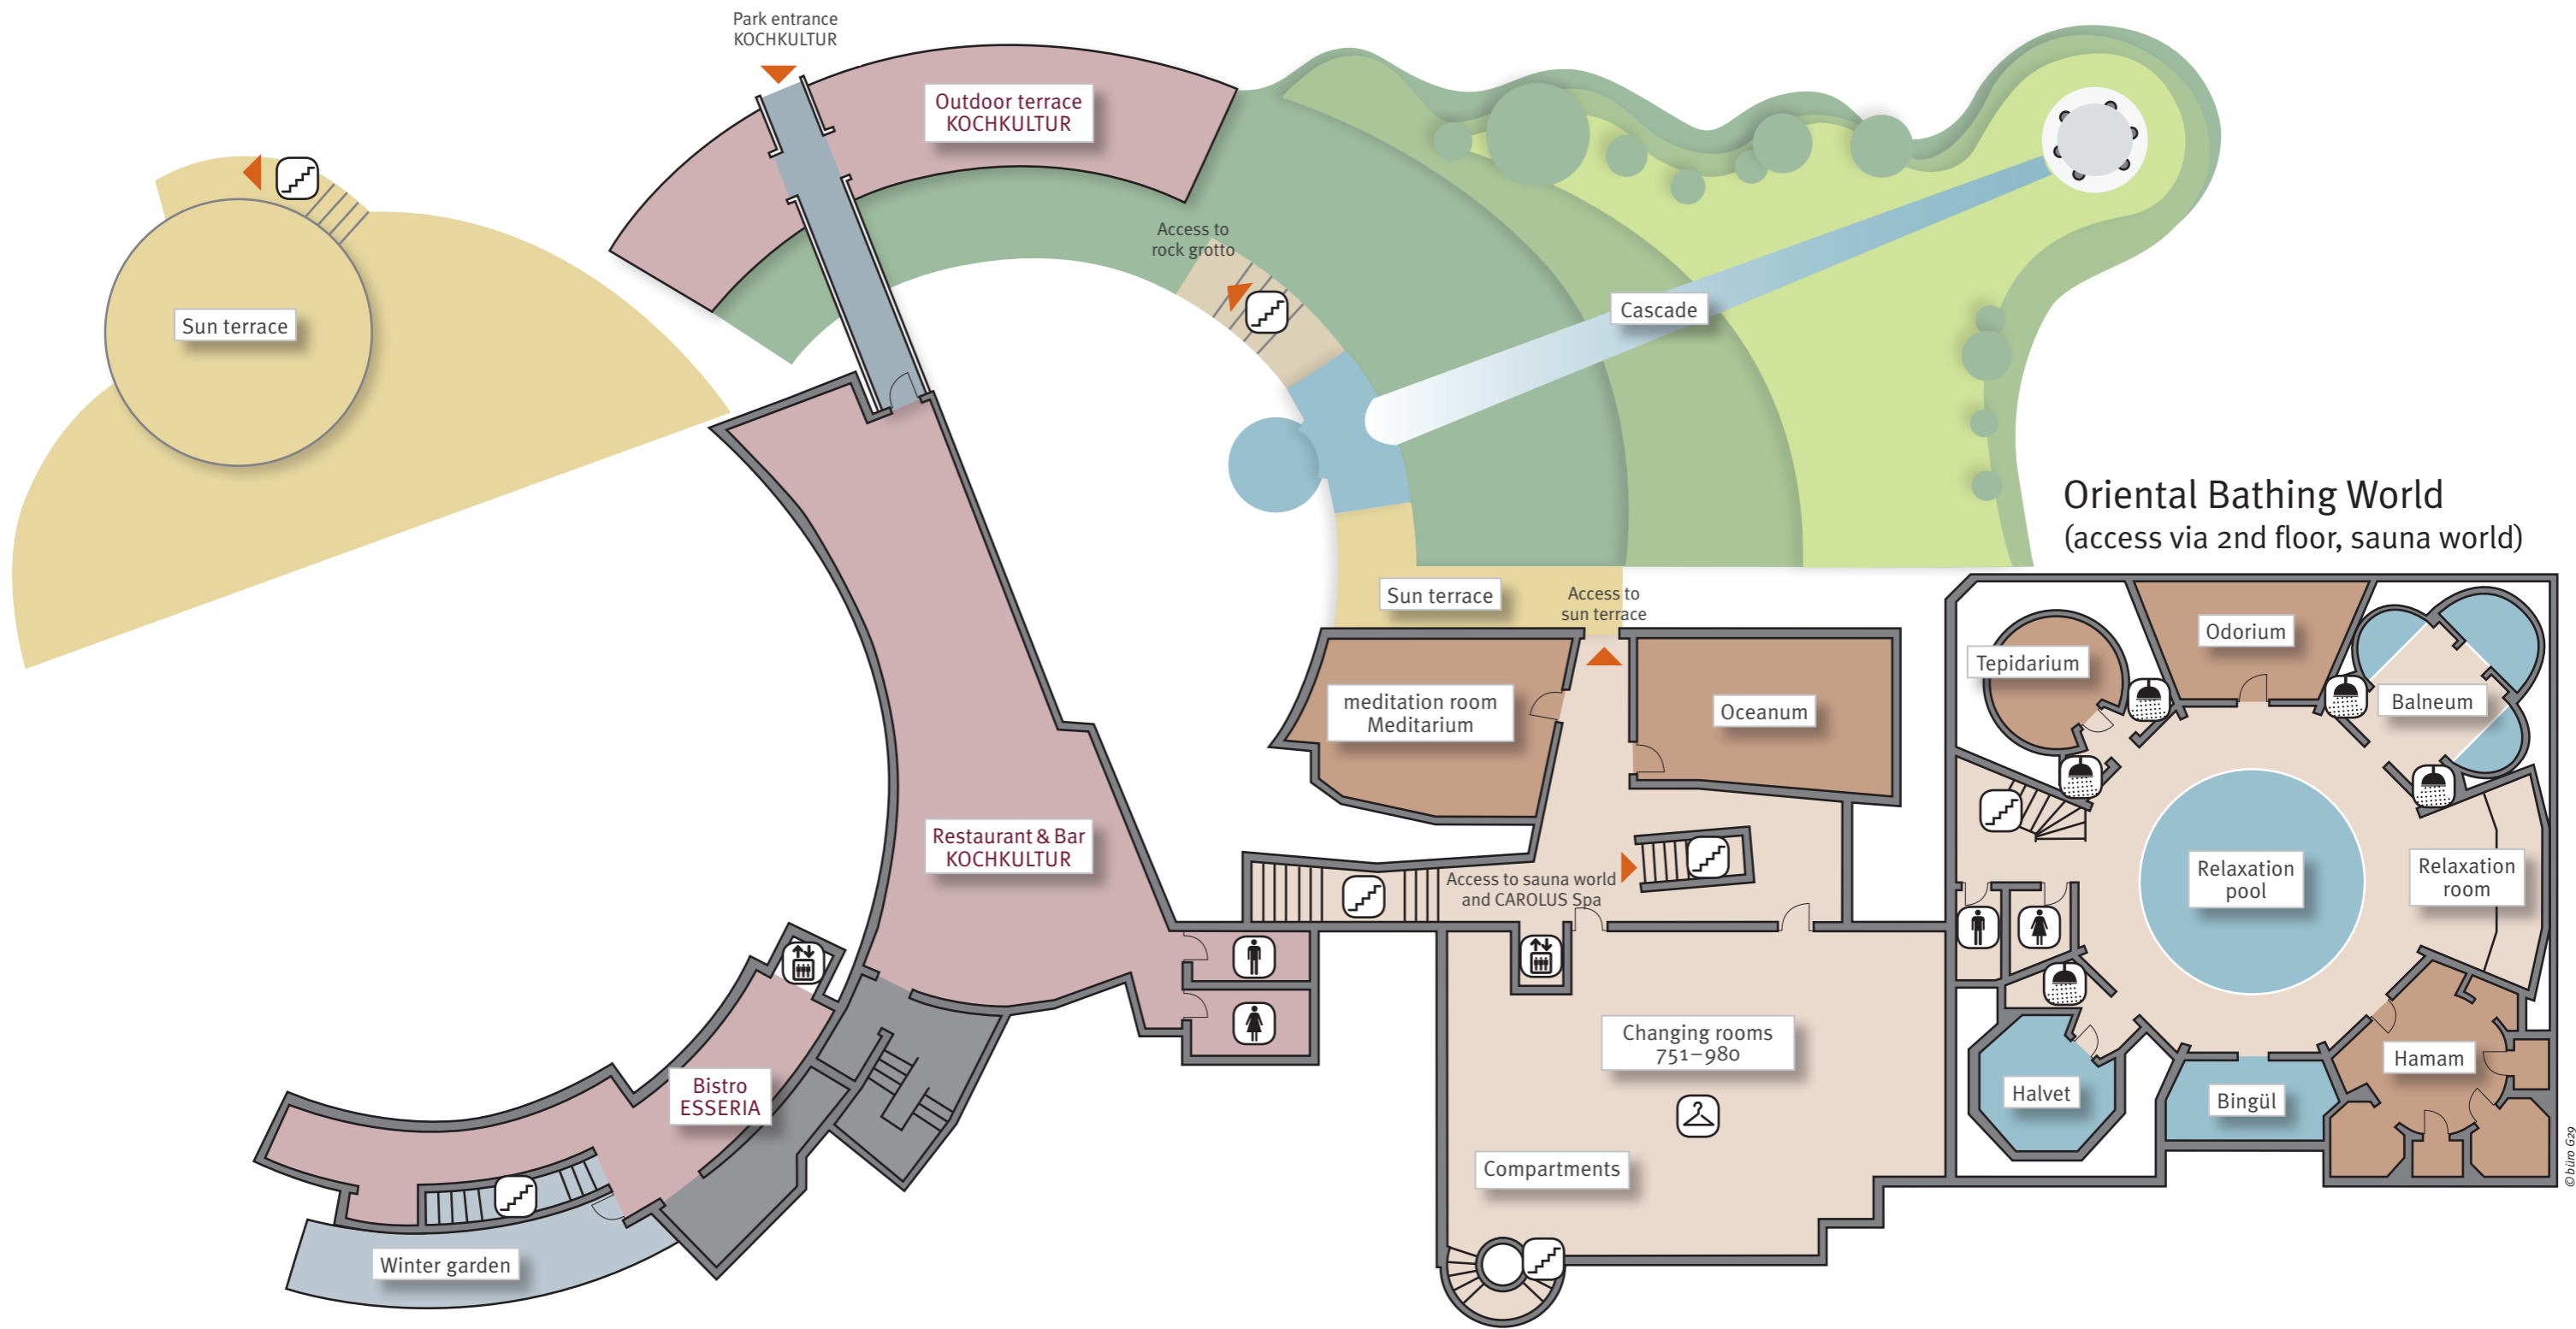 Park entrance
KOCHKULTUR
Outdoor terrace
KOCHKULTUR
Access to
rock grotto
Sun terrace
Cascade
Oriental Bathing World
(access via 2nd floor, sauna world)
Sun terrace
Access to
sun terrace
Odorium
Tepidarium
meditation room
Meditarium
Oceanum
Balneum
Restaurant & Bar
KOCHKULTUR
Access to sauna world
and CAROLUS Spa
Relaxation
pool
Relaxation
room
Changing rooms
751–980
Hamam
Bistro
ESSERIA
Halvet
Bingül
Compartments
Winter garden
© büro G29